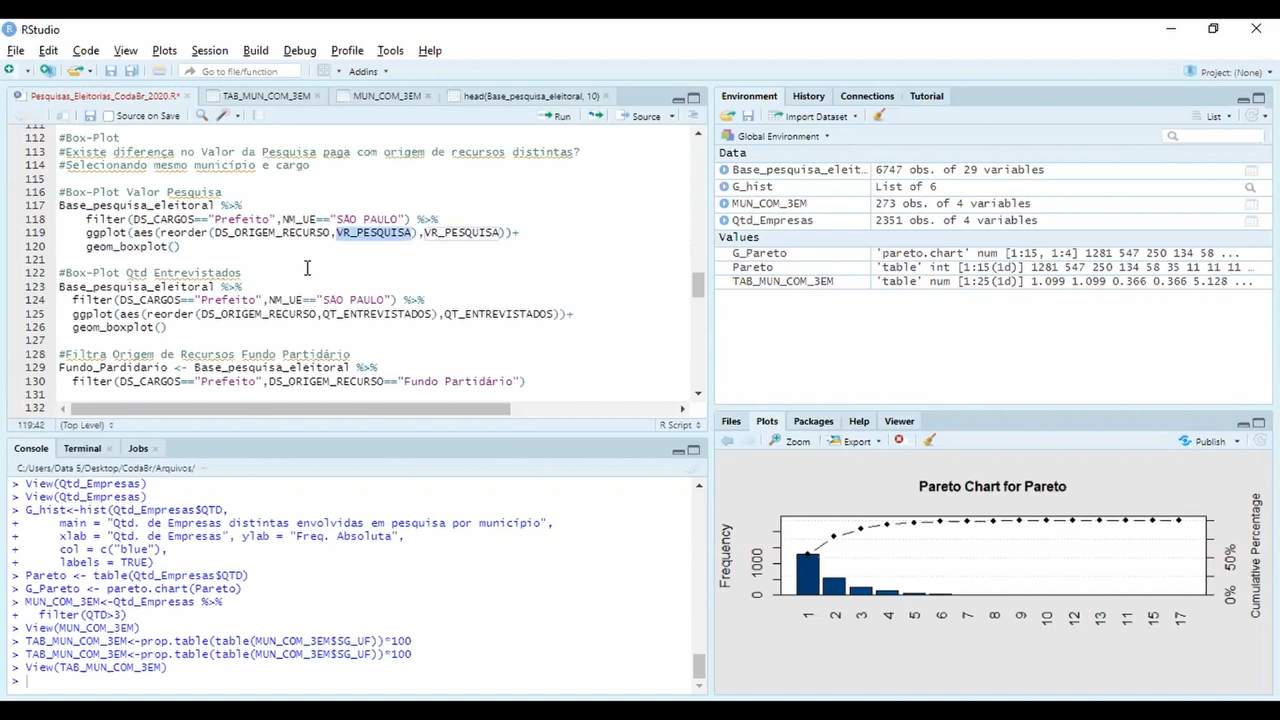 RStudio
File Edit Code View Plots Session Build Debug Profile Tools Help
Go to file/function Addins Project: (None)
Pesquisas_Eleitorias_CodaBr_2020.R* TAB_MUN_COM_3EM MUN_COM_3EM head(Base_pesquisa_eleitoral, 10)
Source on Save Run Source
111
112 #Box-Plot
113 #Existe diferença no Valor da Pesquisa paga com origem de recursos distintas?
114 #Selecionando mesmo município e cargo
115
116 #Box-Plot Valor Pesquisa
117 Base_pesquisa_eleitoral %>%
118 filter(DS_CARGOS=="Prefeito",NM_UE=="SÃO PAULO") %>%
119 ggplot(aes(reorder(DS_ORIGEM_RECURSO,VR_PESQUISA),VR_PESQUISA))+
120 geom_boxplot()
121
122 #Box-Plot Qtd Entrevistados
123 Base_pesquisa_eleitoral %>%
124 filter(DS_CARGOS=="Prefeito",NM_UE=="SÃO PAULO") %>%
125 ggplot(aes(reorder(DS_ORIGEM_RECURSO,QT_ENTREVISTADOS),QT_ENTREVISTADOS))+
126 geom_boxplot()
127
128 #Filtra Origem de Recursos Fundo Partidário
129 Fundo_Pardidario <- Base_pesquisa_eleitoral %>%
130 filter(DS_CARGOS=="Prefeito",DS_ORIGEM_RECURSO=="Fundo Partidário")
131
132
119:42 (Top Level) R Script
Console Terminal Jobs
C:/Users/Data 5/Desktop/CodaBr/Arquivos/
> View(Qtd_Empresas)
> View(Qtd_Empresas)
> G_hist<-hist(Qtd_Empresas$QTD,
+ main = "Qtd. de Empresas distintas envolvidas em pesquisa por município",
+ xlab = "Qtd. de Empresas", ylab = "Freq. Absoluta",
+ col = c("blue"),
+ labels = TRUE)
> Pareto <- table(Qtd_Empresas$QTD)
> G_Pareto <- pareto.chart(Pareto)
> MUN_COM_3EM<-Qtd_Empresas %>%
+ filter(QTD>3)
> View(MUN_COM_3EM)
> TAB_MUN_COM_3EM<-prop.table(table(MUN_COM_3EM$SG_UF))*100
> TAB_MUN_COM_3EM<-prop.table(table(MUN_COM_3EM$SG_UF))*100
> View(TAB_MUN_COM_3EM)
>
Environment History Connections Tutorial
Import Dataset List
Global Environment
Data
Base_pesquisa_eleit… 6747 obs. of 29 variables
G_hist List of 6
MUN_COM_3EM 273 obs. of 4 variables
Qtd_Empresas 2351 obs. of 4 variables
Values
G_Pareto 'pareto.chart' num [1:15, 1:4] 1281 547 250 134 58 ...
Pareto 'table' int [1:15(1d)] 1281 547 250 134 58 35 11 11 11 ...
TAB_MUN_COM_3EM 'table' num [1:25(1d)] 1.099 1.099 0.366 0.366 5.128 ...
Files Plots Packages Help Viewer
Zoom Export Publish
Pareto Chart for Pareto
Frequency
0 1000
1 2 3 4 5 6 7 8 9 10 12 13 11 15 17
0% 50%
Cumulative Percentage